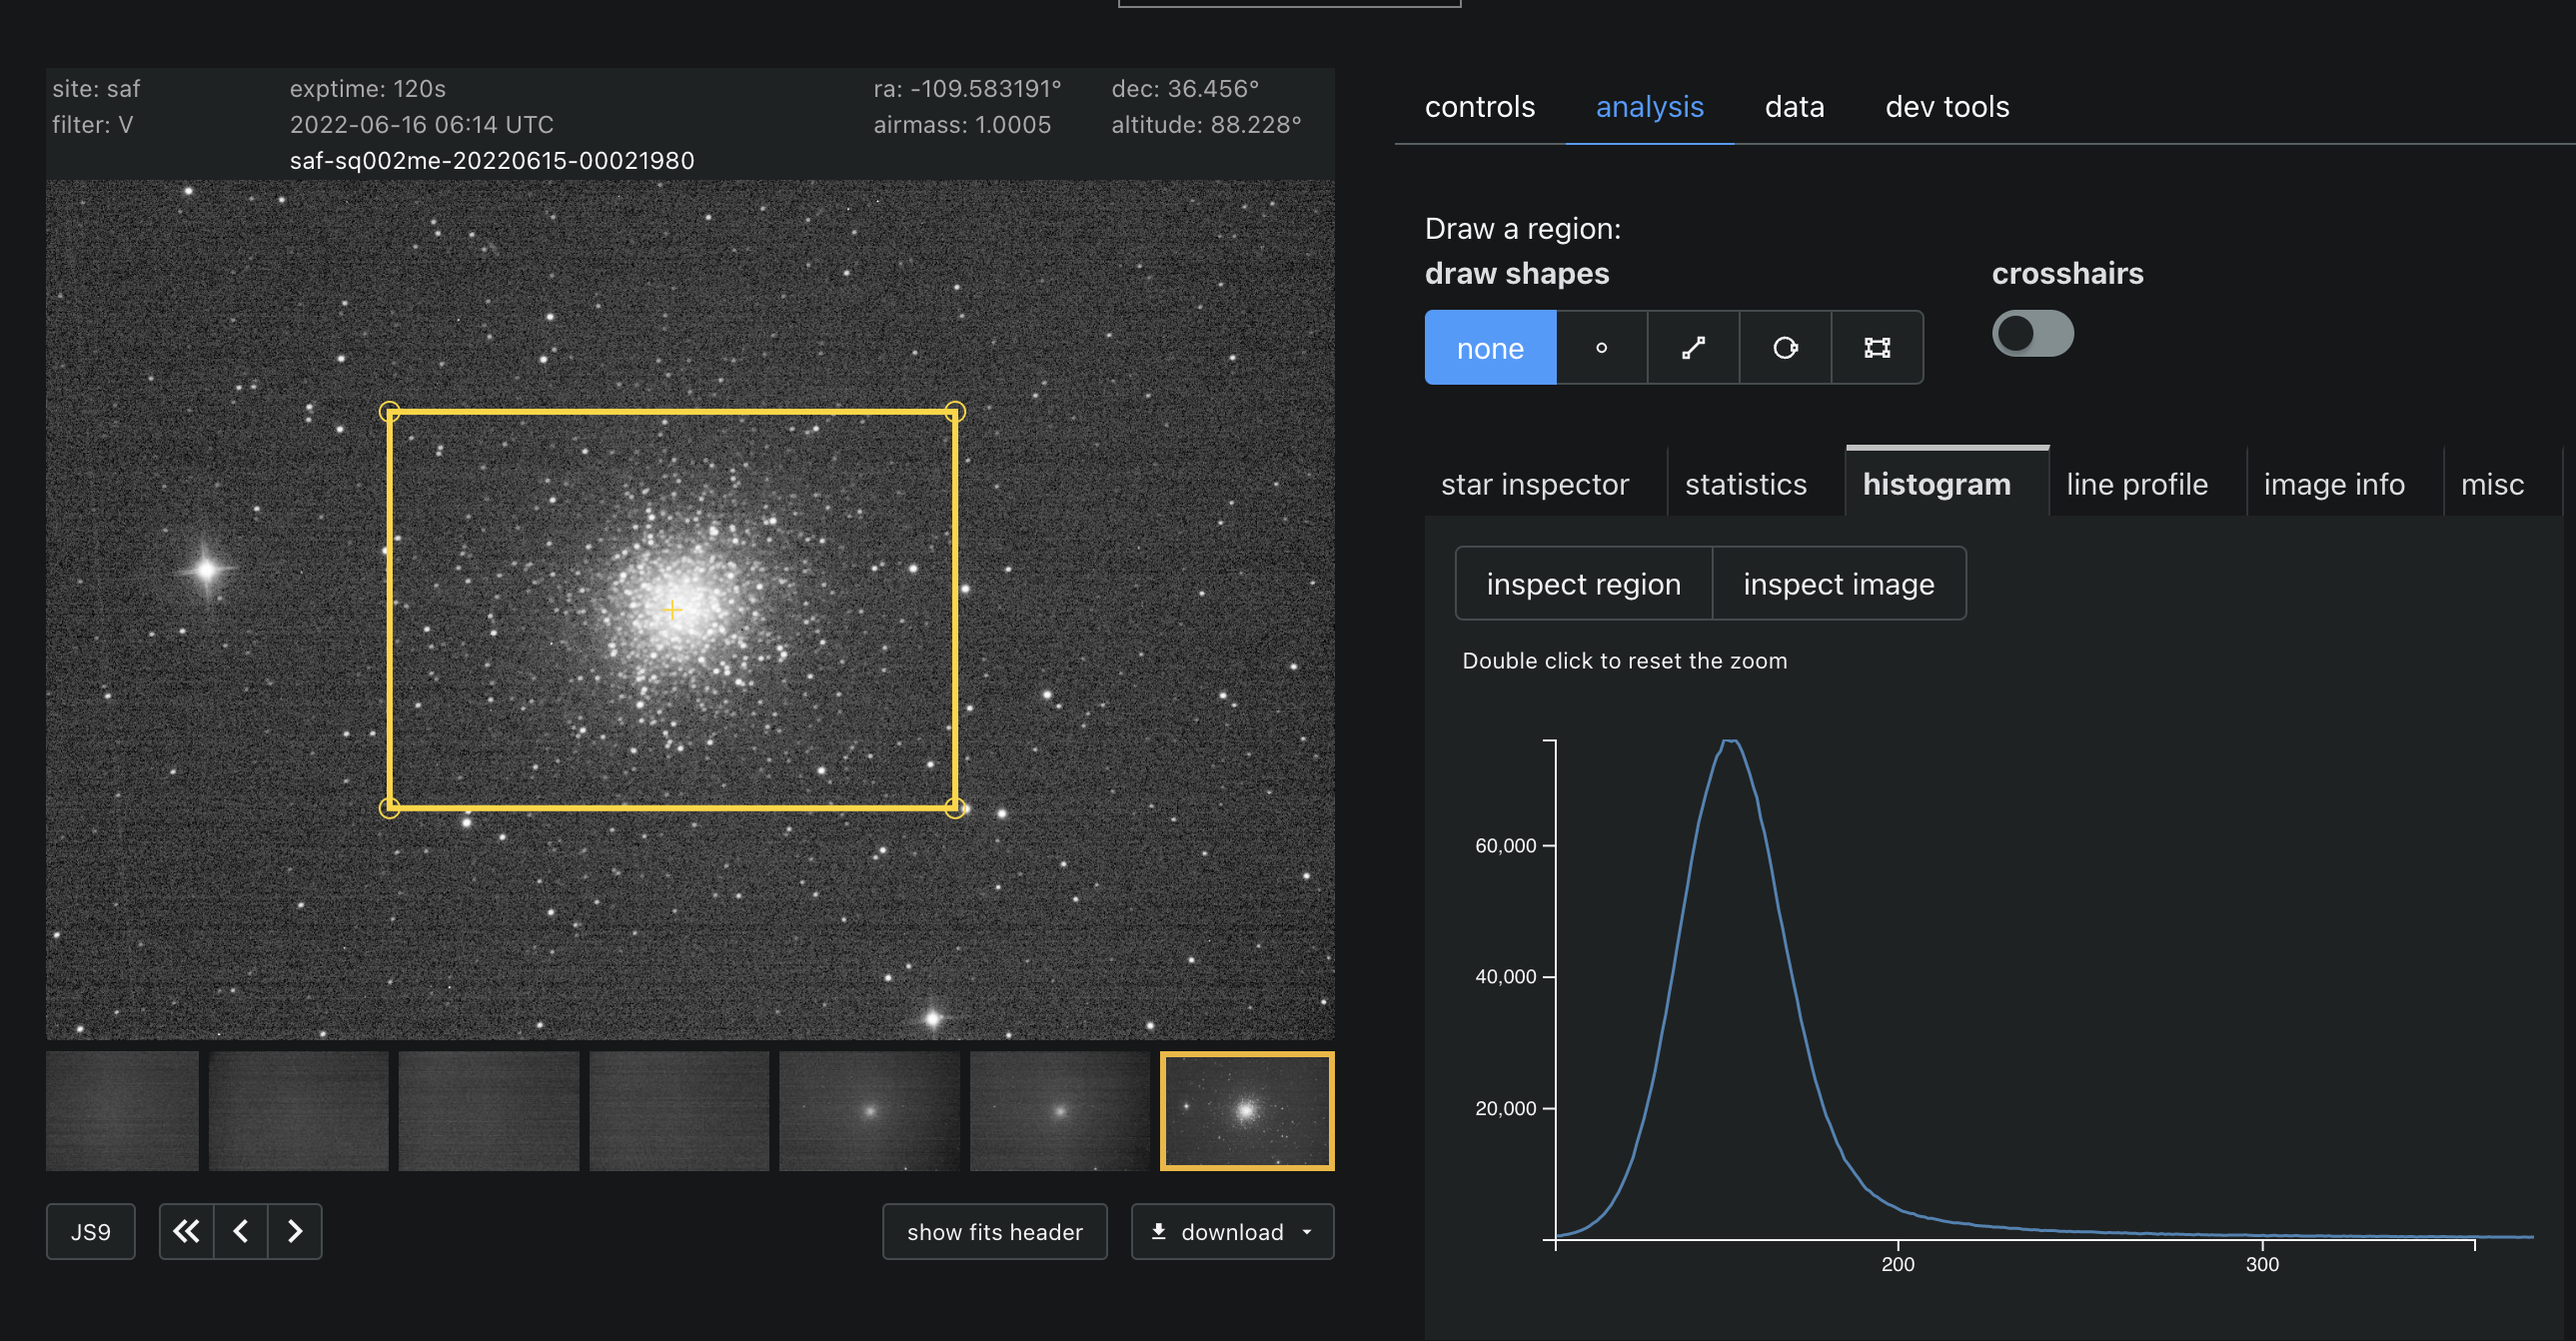 site: saf
exptime: 120s
ra: -109.583191°
dec: 36.456°
filter: V
2022-06-16 06:14 UTC
airmass: 1.0005
altitude: 88.228°
saf-sq002me-20220615-00021980
controls
analysis
data
dev tools
Draw a region:
draw shapes
crosshairs
none
star inspector
statistics
histogram
line profile
image info
misc
inspect region
inspect image
Double click to reset the zoom
60,000
40,000
20,000
200
300
JS9
show fits header
download